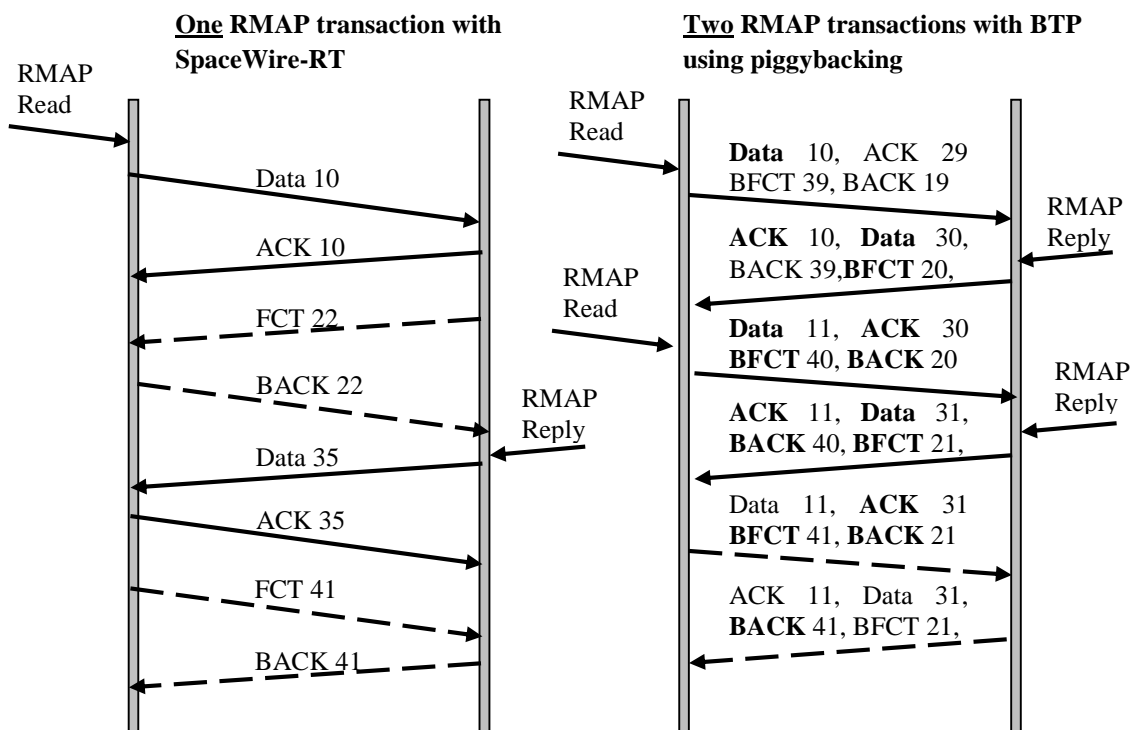 One RMAP transaction with
SpaceWire-RT
RMAP
Read
Data 10
ACK 10
FCT 22
BACK 22
RMAP
Reply
Data 35
ACK 35
FCT 41
BACK 41
Two RMAP transactions with BTP
using piggybacking
RMAP
Read
Data 10, ACK 29
BFCT 39, BACK 19
RMAP
Reply
ACK 10, Data 30,
BACK 39,BFCT 20,
RMAP
Read
Data 11, ACK 30
BFCT 40, BACK 20
RMAP
Reply
ACK 11, Data 31,
BACK 40, BFCT 21,
Data 11, ACK 31
BFCT 41, BACK 21
ACK 11, Data 31,
BACK 41, BFCT 21,